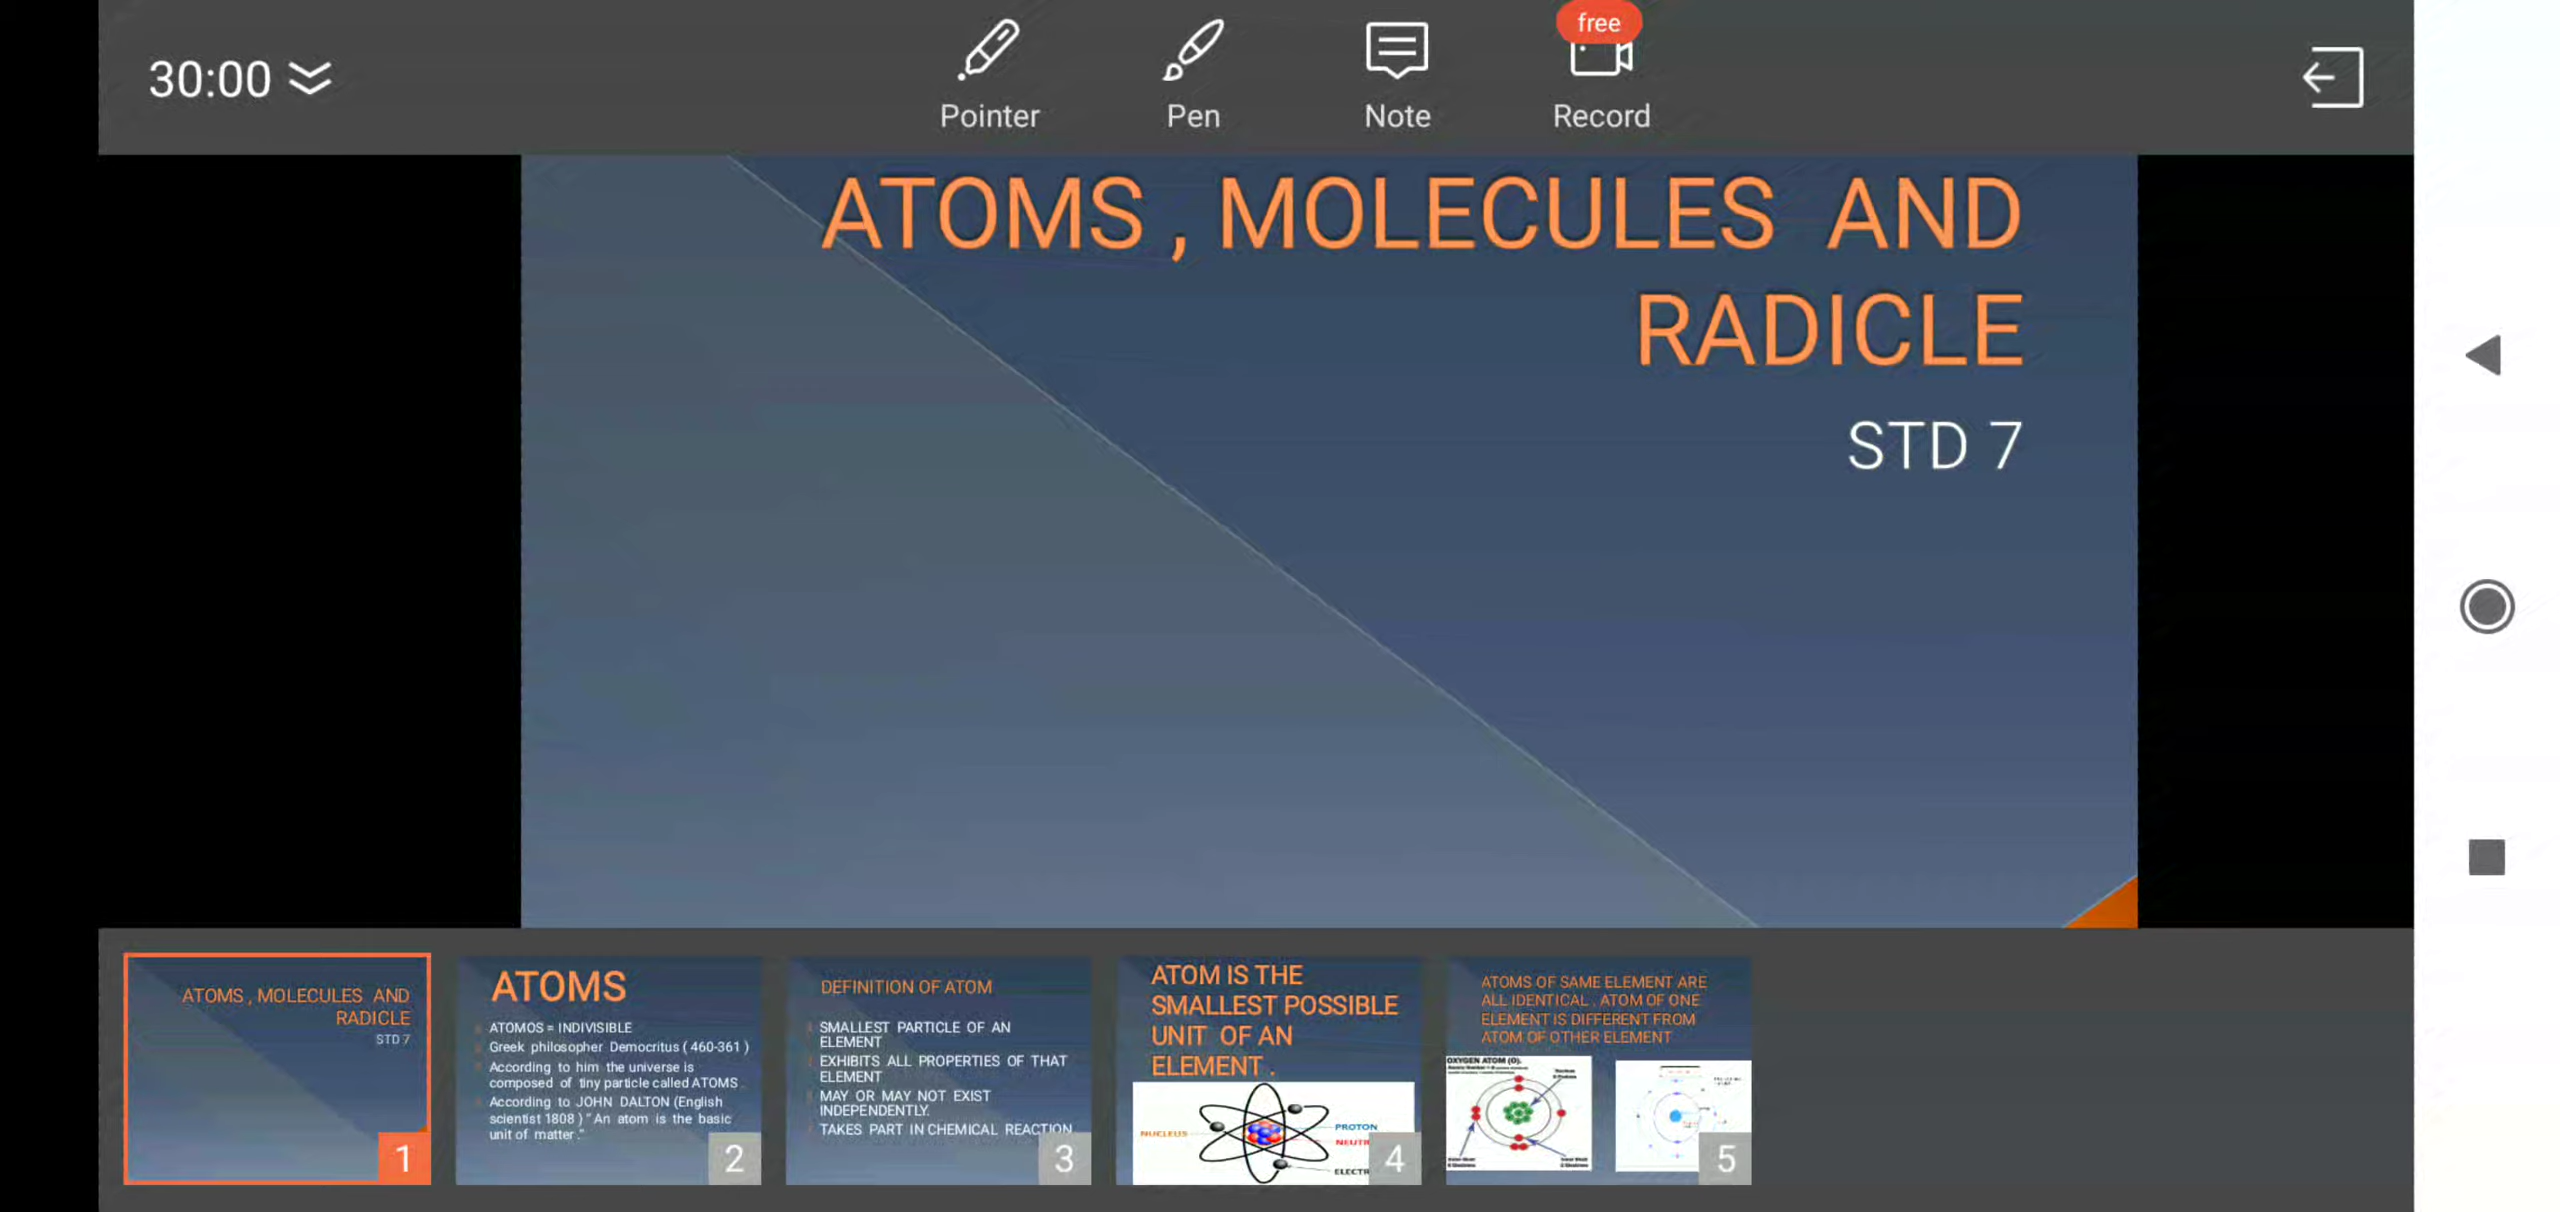 free
30:00
Pointer
Pen
Note
Record
ATOMS , MOLECULES AND
RADICLE
STD 7
ATOMS , MOLECULES AND
RADICLE
STD 7
1
ATOMS
ATOMOS = INDIVISIBLE
Greek philosopher Democritus ( 460-361 )
According to him the universe is
composed of tiny particle called ATOMS .
According to JOHN DALTON (English
scientist 1808 ) " An atom is the basic
unit of matter ."
2
DEFINITION OF ATOM
SMALLEST PARTICLE OF AN
ELEMENT
EXHIBITS ALL PROPERTIES OF THAT
ELEMENT
MAY OR MAY NOT EXIST
INDEPENDENTLY.
TAKES PART IN CHEMICAL REACTION
3
ATOM IS THE
SMALLEST POSSIBLE
UNIT OF AN
ELEMENT .
NUCLEUS
PROTON
NEUTR
ELECTR
4
ATOMS OF SAME ELEMENT ARE
ALL IDENTICAL . ATOM OF ONE
ELEMENT IS DIFFERENT FROM
ATOM OF OTHER ELEMENT
OXYGEN ATOM (O).
5